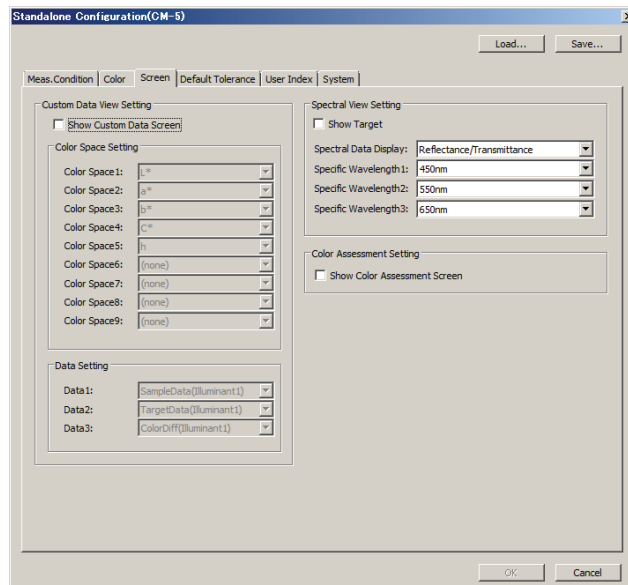 Standalone Configuration(CM-5)
Load... Save...
Meas.Condition Color Screen Default Tolerance User Index System
Custom Data View Setting
Show Custom Data Screen
Color Space Setting
Color Space1: L*
Color Space2: a*
Color Space3: b*
Color Space4: C*
Color Space5: h
Color Space6: (none)
Color Space7: (none)
Color Space8: (none)
Color Space9: (none)
Data Setting
Data1: SampleData(Illuminant1)
Data2: TargetData(Illuminant1)
Data3: ColorDiff(Illuminant1)
Spectral View Setting
Show Target
Spectral Data Display: Reflectance/Transmittance
Specific Wavelength1: 450nm
Specific Wavelength2: 550nm
Specific Wavelength3: 650nm
Color Assessment Setting
Show Color Assessment Screen
OK Cancel